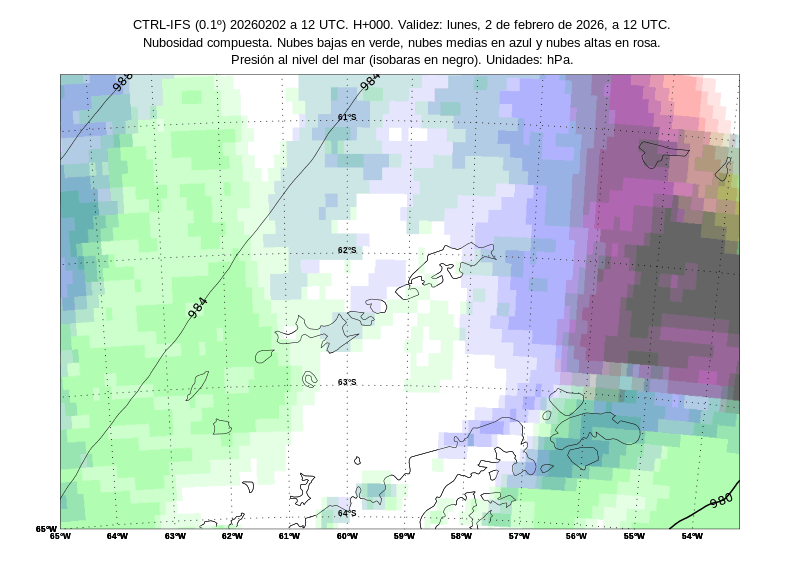 CTRL-IFS (0.1º) 20260202 a 12 UTC. H+000. Validez: lunes, 2 de febrero de 2026, a 12 UTC.
Nubosidad compuesta. Nubes bajas en verde, nubes medias en azul y nubes altas en rosa.
Presión al nivel del mar (isobaras en negro). Unidades: hPa.
988
984
61°S
62°S
984
63°S
980
64°S
65°W
65°W
64°W
63°W
62°W
61°W
60°W
59°W
58°W
57°W
56°W
55°W
54°W